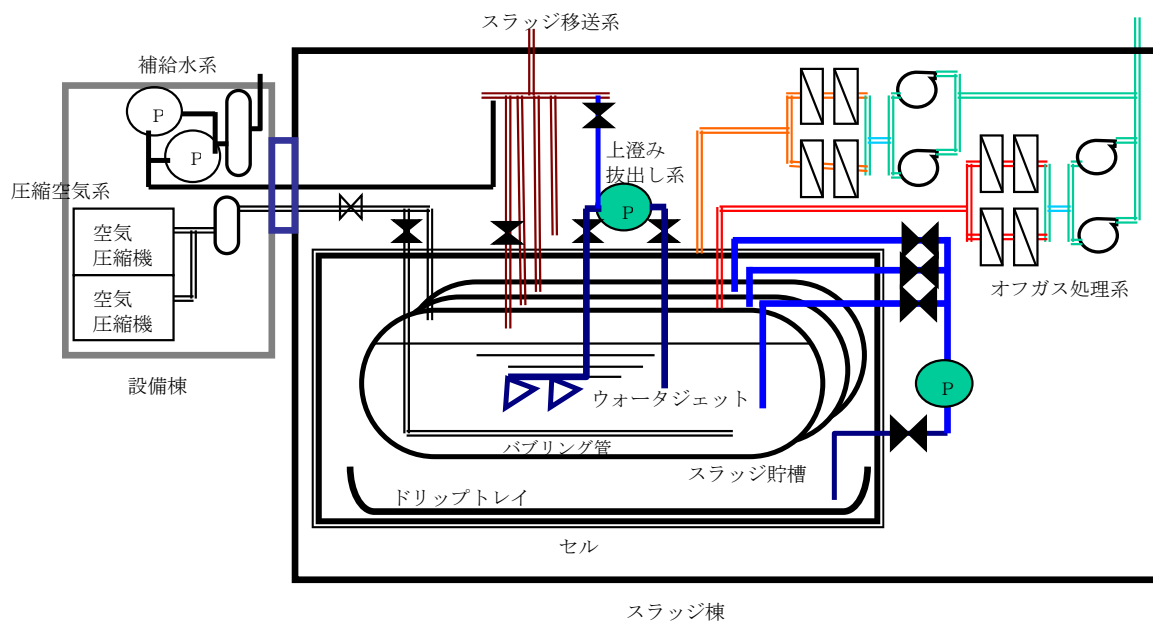 スラッジ移送系
補給水系
P
P
圧縮空気系
空気
圧縮機
空気
圧縮機
設備棟
上澄み
抜出し系
P
オフガス処理系
P
ウォータジェット
バブリング管
スラッジ貯槽
ドリップトレイ
セル
スラッジ棟